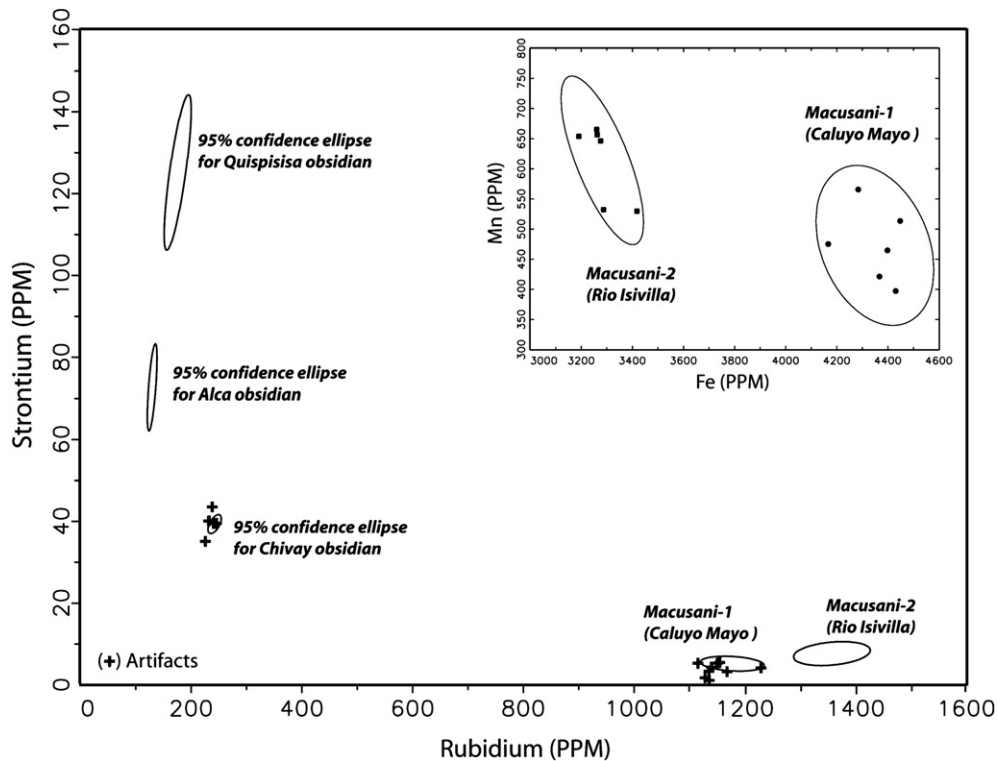 160
140
120
100
80
60
40
20
0
Strontium (PPM)
95% confidence ellipse
for Quispisisa obsidian
95% confidence ellipse
for Alca obsidian
95% confidence ellipse
for Chivay obsidian
(+) Artifacts
Macusani-1
(Caluyo Mayo )
Macusani-2
(Rio Isivilla)
0 200 400 600 800 1000 1200 1400 1600
Rubidium (PPM)
800
750
700
650
600
550
500
450
400
350
300
Mn (PPM)
Macusani-1
(Caluyo Mayo )
Macusani-2
(Rio Isivilla)
3000 3200 3400 3600 3800 4000 4200 4400 4600
Fe (PPM)